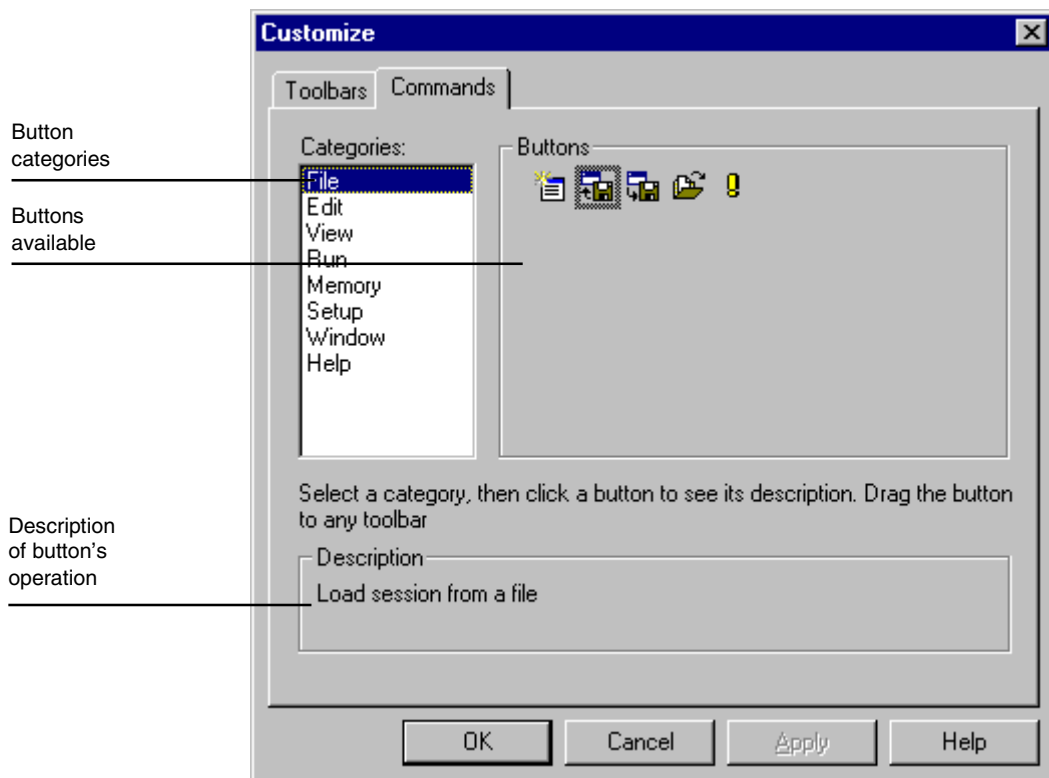 Customize
Toolbars
Commands
Button
categories
Buttons
available
Description
of button's
operation
Categories:
File
Edit
View
Run
Memory
Setup
Window
Help
Buttons
Select a category, then click a button to see its description. Drag the button
to any toolbar
Description
Load session from a file
OK
Cancel
Apply
Help